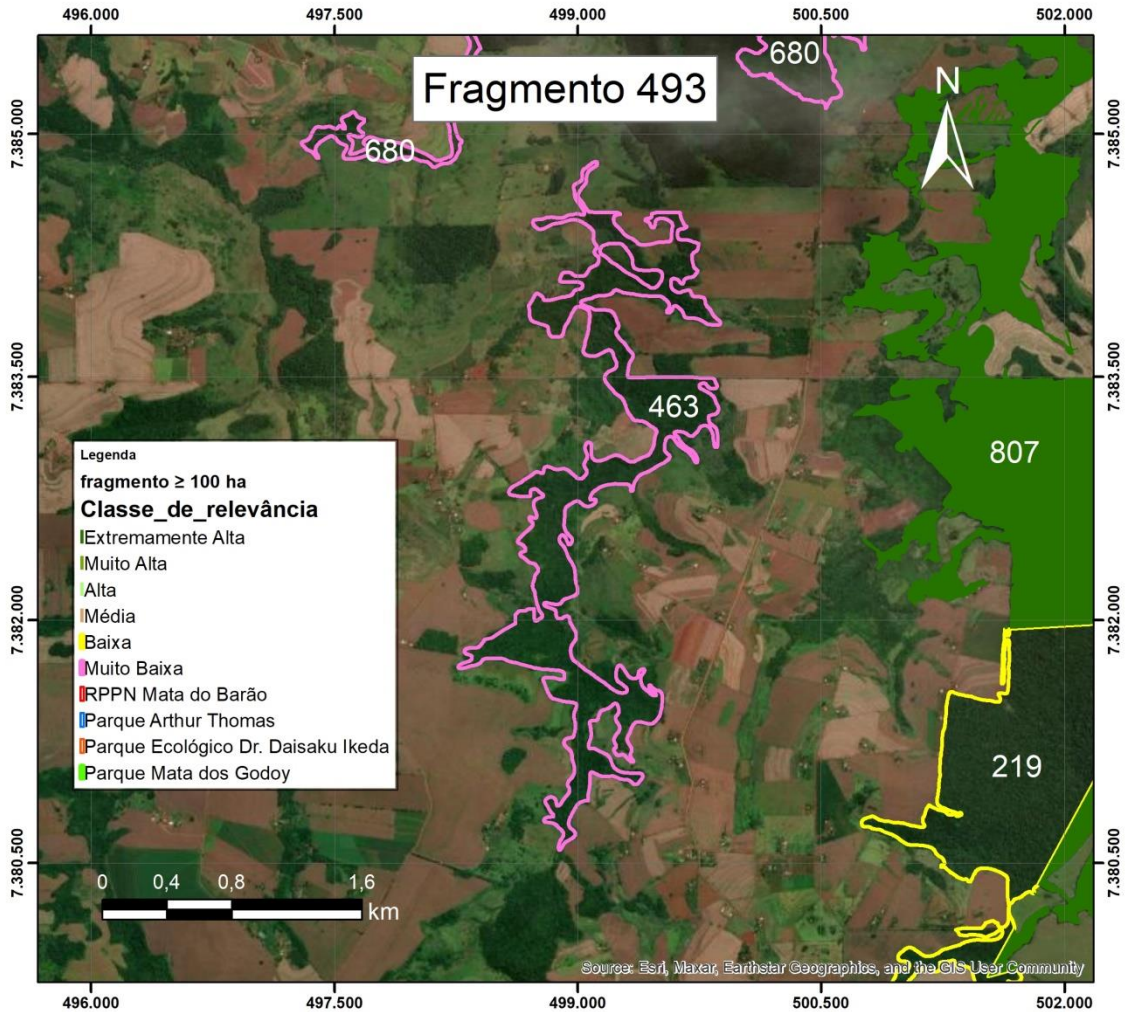 496.000 497.500 499.000 500.500 502.000
Fragmento 493
680
N
7.385.000
680
7.385.000
7.383.500
463
7.383.500
807
Legenda
fragmento ≥ 100 ha
Classe_de_relevância
Extremamente Alta
Muito Alta
Alta
Média
Baixa
Muito Baixa
RPPN Mata do Barão
Parque Arthur Thomas
Parque Ecológico Dr. Daisaku Ikeda
Parque Mata dos Godoy
7.382.000
7.382.000
219
7.380.500
7.380.500
0 0,4 0,8 1,6
km
Source: Esri, Maxar, Earthstar Geographics, and the GIS User Community
496.000 497.500 499.000 500.500 502.000